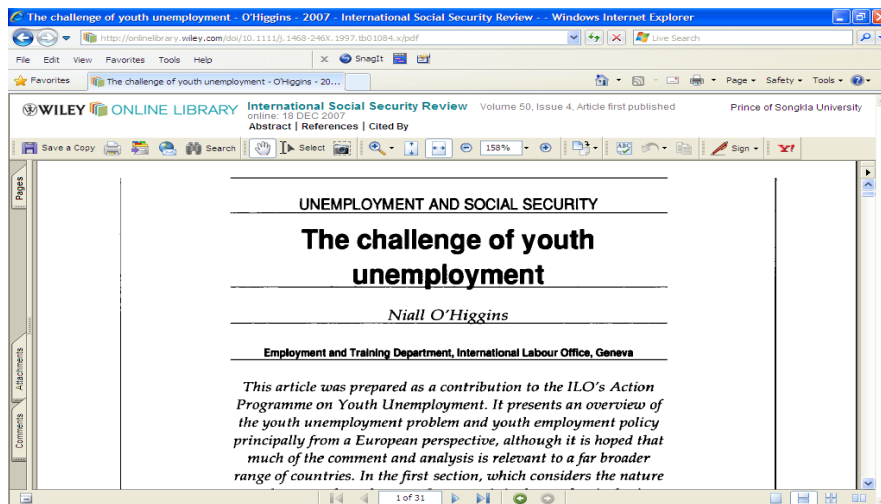 The challenge of youth unemployment - O'Higgins - 2007 - International Social Security Review - - Windows Internet Explorer
http://onlinelibrary.wiley.com/doi/10.1111/j.1468-246X.1997.tb01084.x/pdf
Live Search
File Edit View Favorites Tools Help
SnagIt
Favorites
The challenge of youth unemployment - O'Higgins - 20...
Page Safety Tools
WILEY ONLINE LIBRARY
International Social Security Review Volume 50, Issue 4, Article first published
online: 18 DEC 2007
Prince of Songkla University
Abstract | References | Cited By
Save a Copy Search Select 158% Sign Y!
Pages
Attachments
Comments
UNEMPLOYMENT AND SOCIAL SECURITY
The challenge of youth
unemployment
Niall O'Higgins
Employment and Training Department, International Labour Office, Geneva
This article was prepared as a contribution to the ILO's Action
Programme on Youth Unemployment. It presents an overview of
the youth unemployment problem and youth employment policy
principally from a European perspective, although it is hoped that
much of the comment and analysis is relevant to a far broader
range of countries. In the first section, which considers the nature
1 of 31